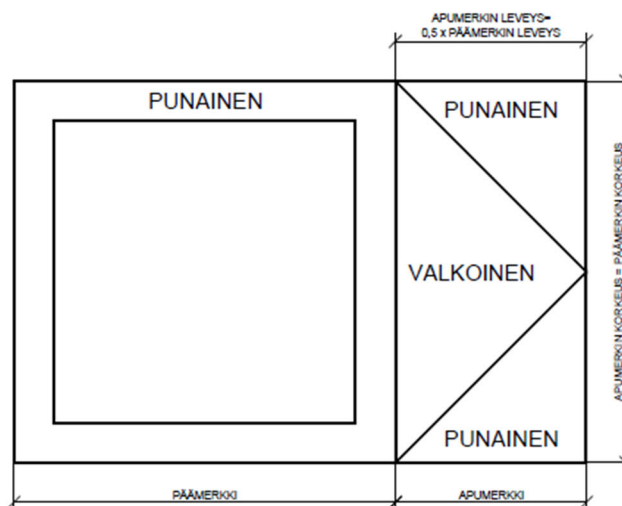 APUMERKIN LEVEYS=
0,5 x PÄÄMERKIN LEVEYS
PUNAINEN
PUNAINEN
VALKOINEN
PUNAINEN
APUMERKIN KORKEUS = PÄÄMERKIN KORKEUS
PÄÄMERKKI
APUMERKKI